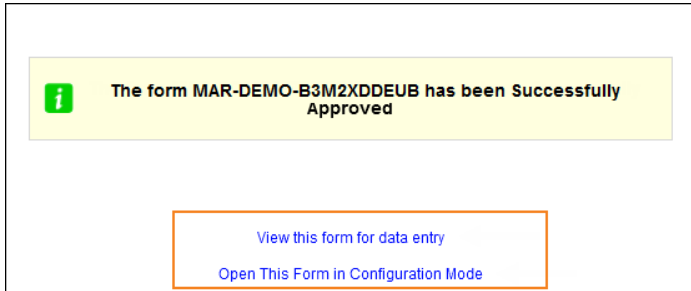 The form MAR-DEMO-B3M2XDDEUB has been Successfully
Approved
View this form for data entry
Open This Form in Configuration Mode